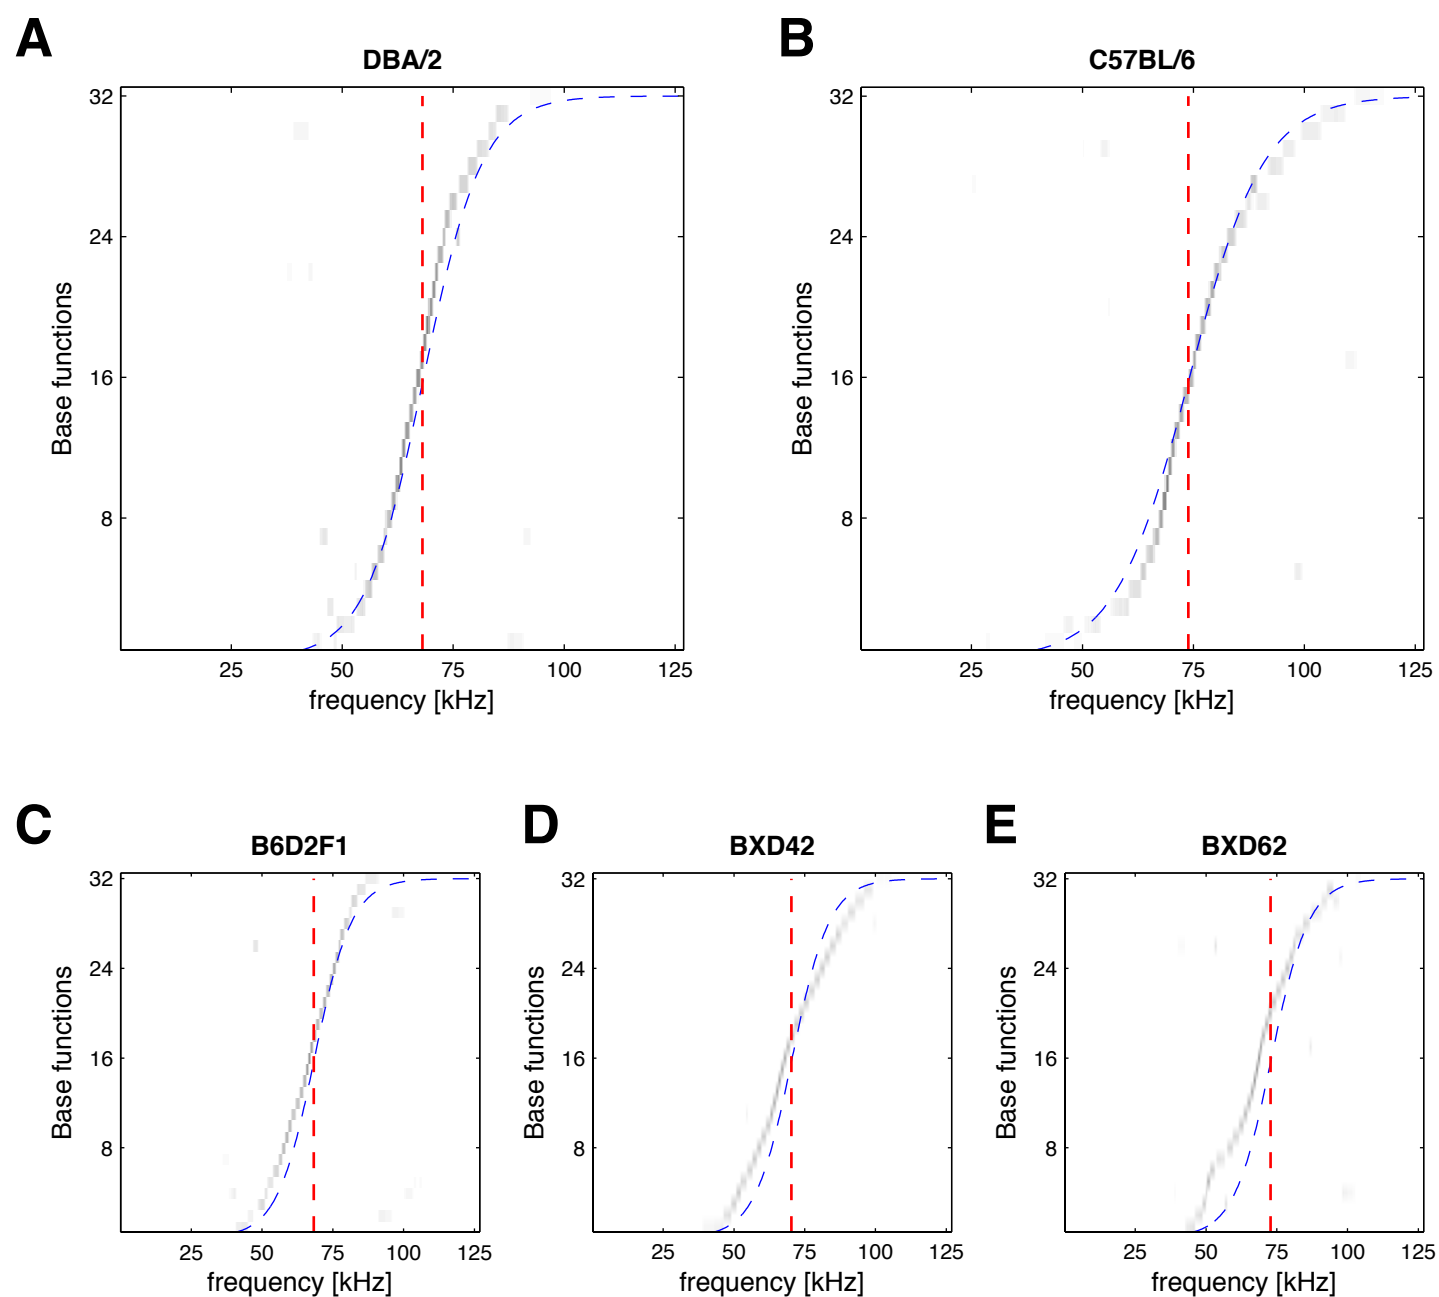 A
DBA/2
32
24
16
8
Base functions
25 50 75 100 125
frequency [kHz]
B
C57BL/6
32
24
16
8
Base functions
25 50 75 100 125
frequency [kHz]
C
B6D2F1
32
24
16
8
Base functions
25 50 75 100 125
frequency [kHz]
D
BXD42
32
24
16
8
Base functions
25 50 75 100 125
frequency [kHz]
E
BXD62
32
24
16
8
Base functions
25 50 75 100 125
frequency [kHz]